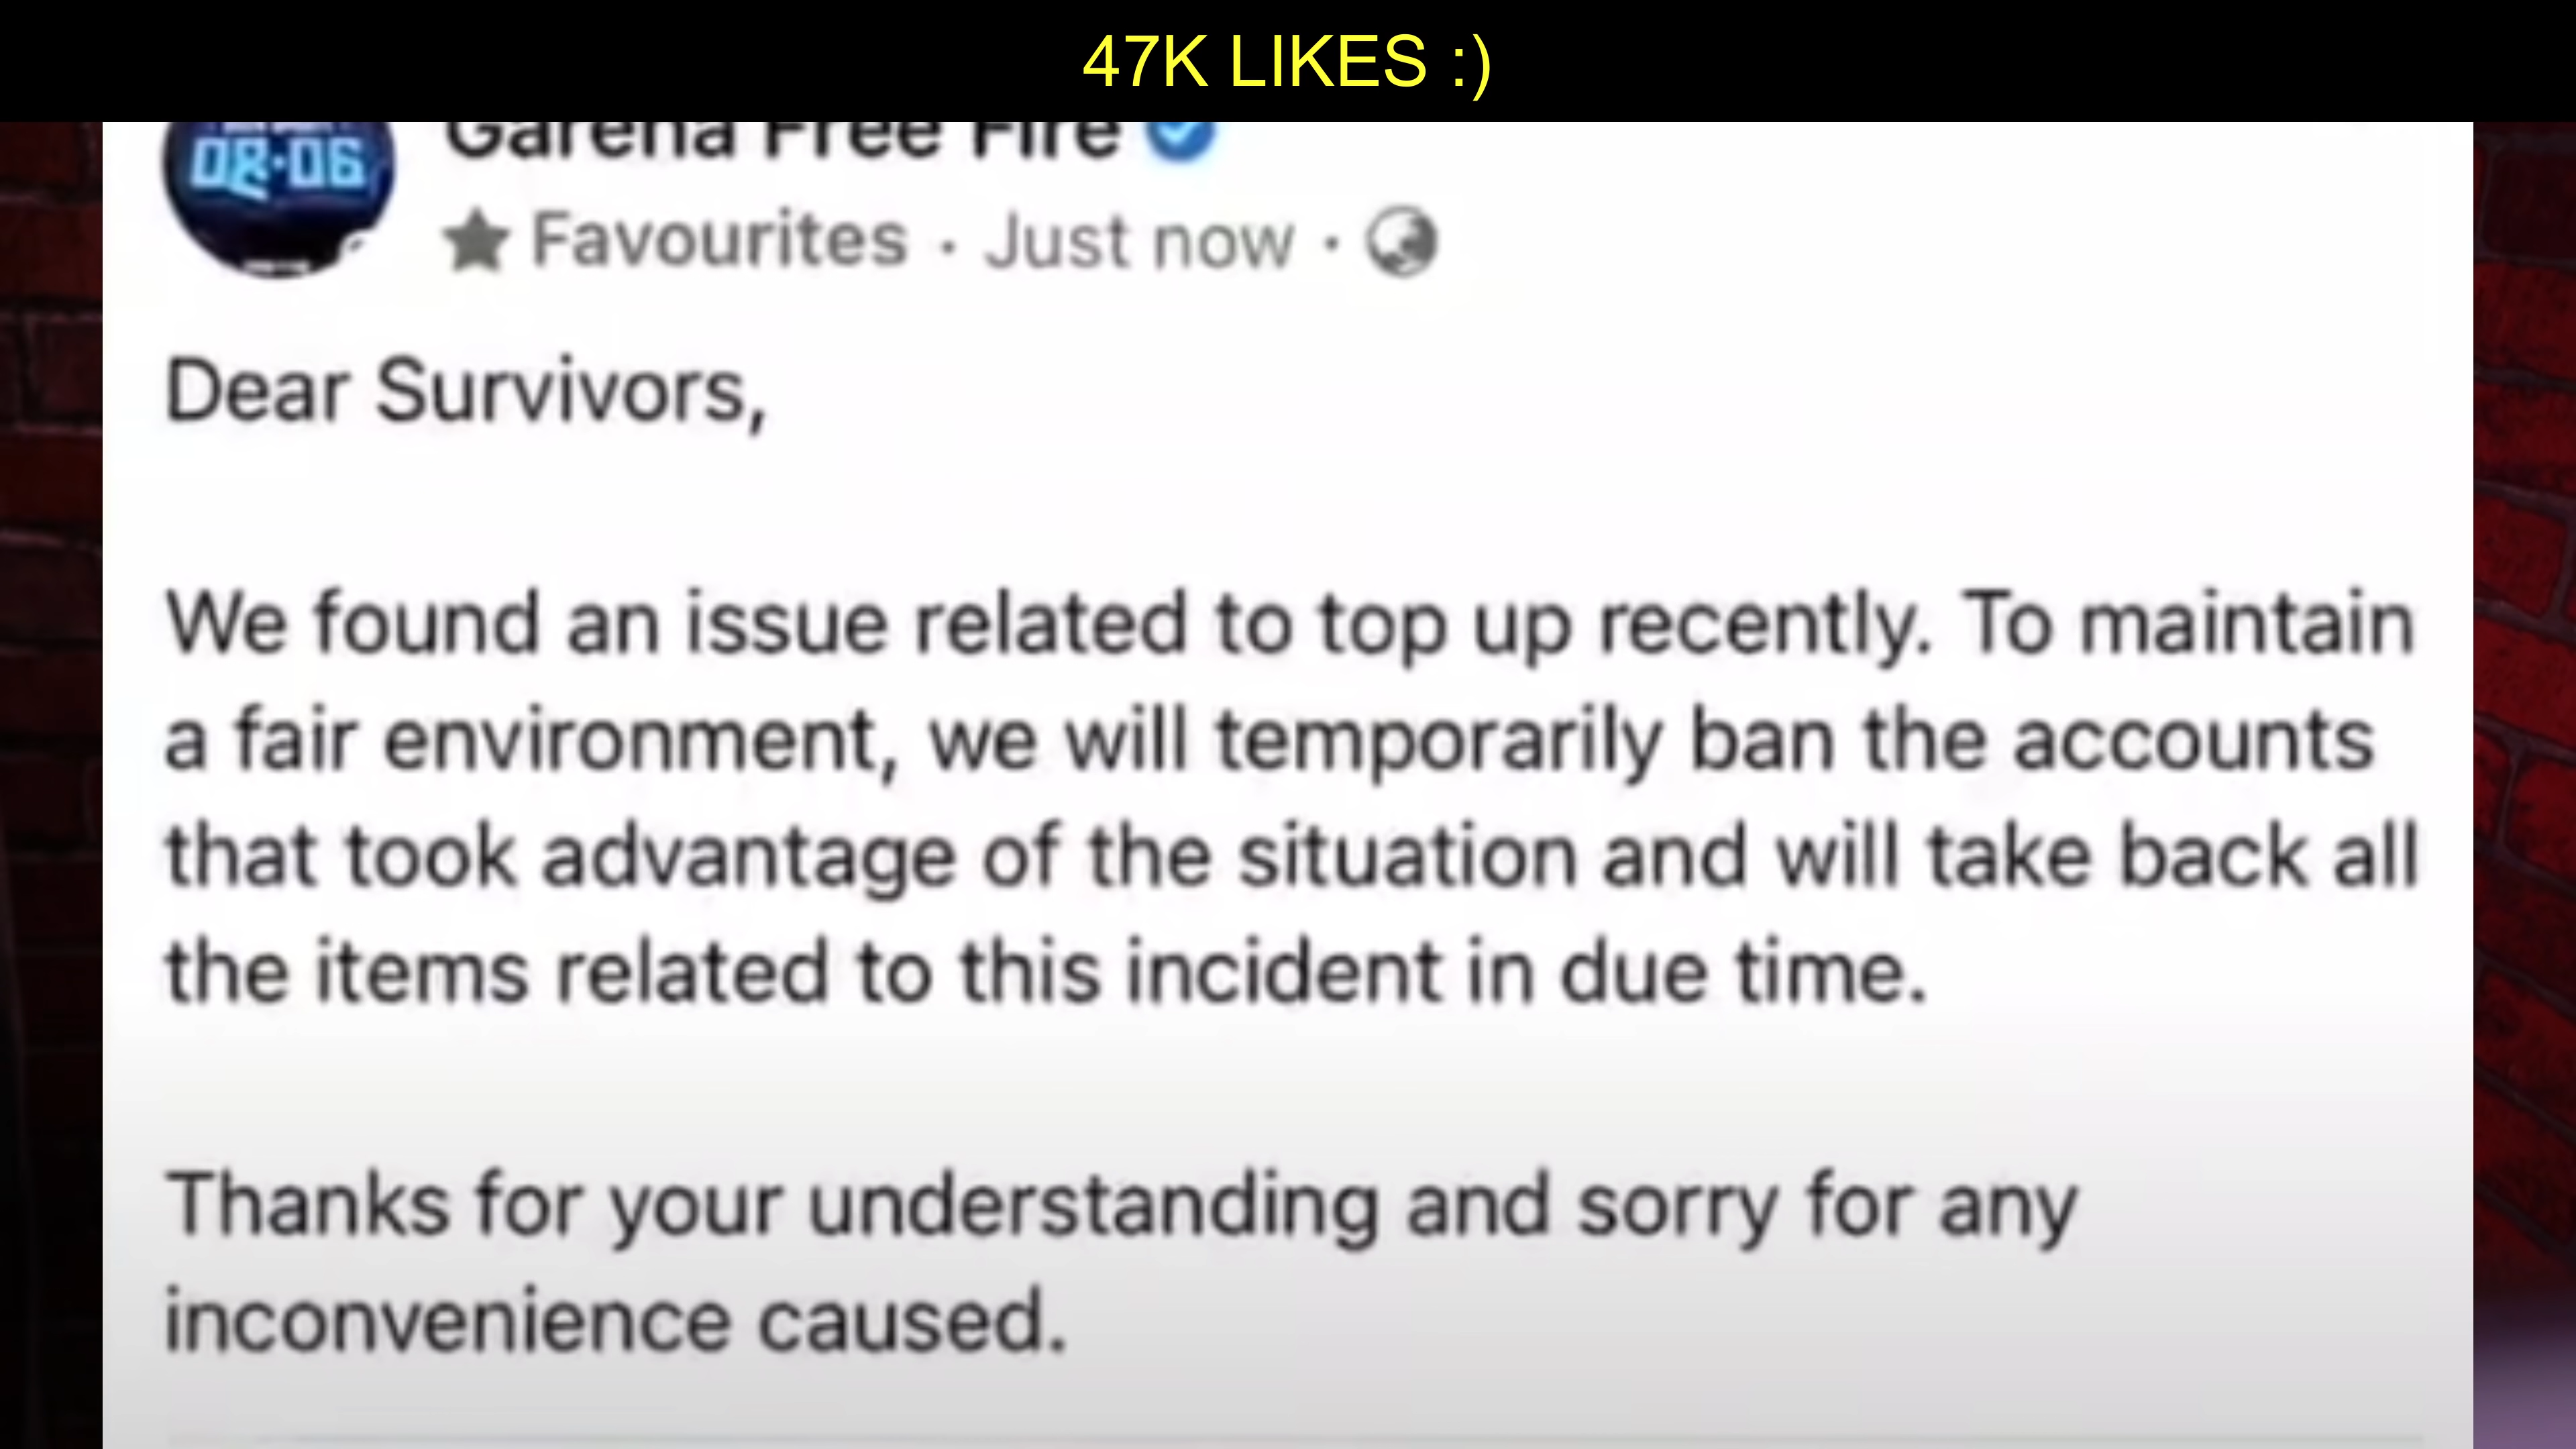 47K LIKES :)
08·06
Garena Free Fire
Favourites · Just now ·
Dear Survivors,
We found an issue related to top up recently. To maintain
a fair environment, we will temporarily ban the accounts
that took advantage of the situation and will take back all
the items related to this incident in due time.
Thanks for your understanding and sorry for any
inconvenience caused.